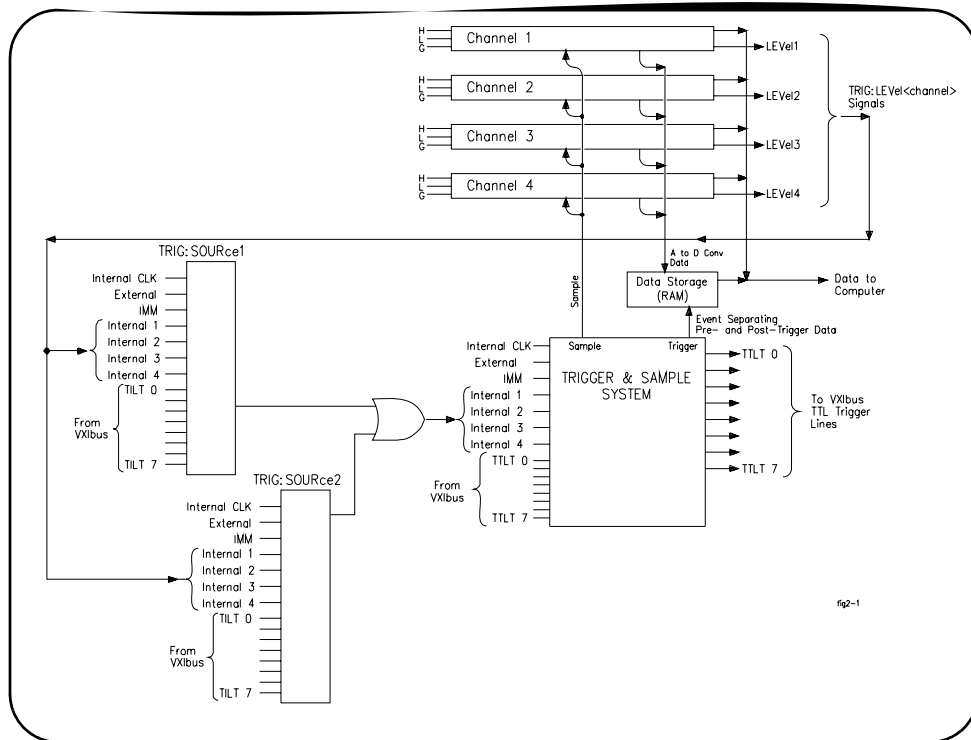 H
L
G
Channel 1
LEVel1
H
L
G
Channel 2
LEVel2
H
L
G
Channel 3
LEVel3
H
L
G
Channel 4
LEVel4
TRIG:LEVel<channel>
Signals
A to D Conv
Data
Sample
Data Storage
(RAM)
Data to
Computer
Event Separating
Pre- and Post-Trigger Data
TRIG:SOURce1
Internal CLK
External
IMM
Internal 1
Internal 2
Internal 3
Internal 4
TILT 0
From
VXIbus
TILT 7
TRIG:SOURce2
Internal CLK
External
IMM
Internal 1
Internal 2
Internal 3
Internal 4
TILT 0
From
VXIbus
TILT 7
Internal CLK
External
IMM
Internal 1
Internal 2
Internal 3
Internal 4
TTLT 0
From
VXIbus
TTLT 7
Sample
Trigger
TRIGGER & SAMPLE
SYSTEM
TTLT 0
To VXIbus
TTL Trigger
Lines
TTLT 7
fig2-1